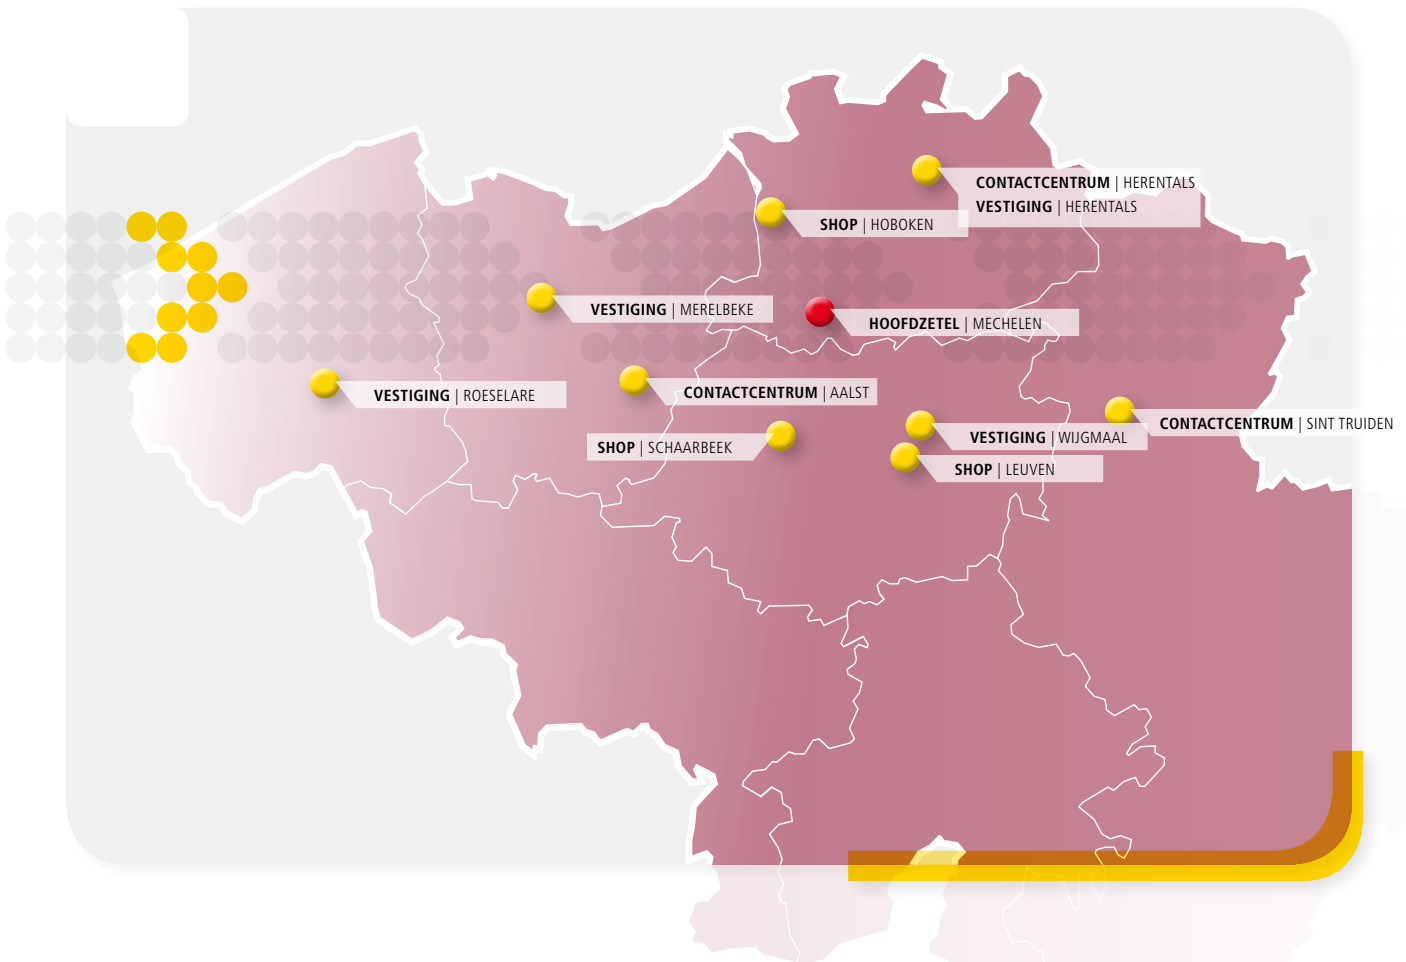 CONTACTCENTRUM | HERENTALS
VESTIGING | HERENTALS
SHOP | HOBOKEN
VESTIGING | MERELBEKE
HOOFDZETEL | MECHELEN
VESTIGING | ROESELARE
CONTACTCENTRUM | AALST
CONTACTCENTRUM | SINT TRUIDEN
SHOP | SCHAARBEEK
VESTIGING | WIJGMAAL
SHOP | LEUVEN